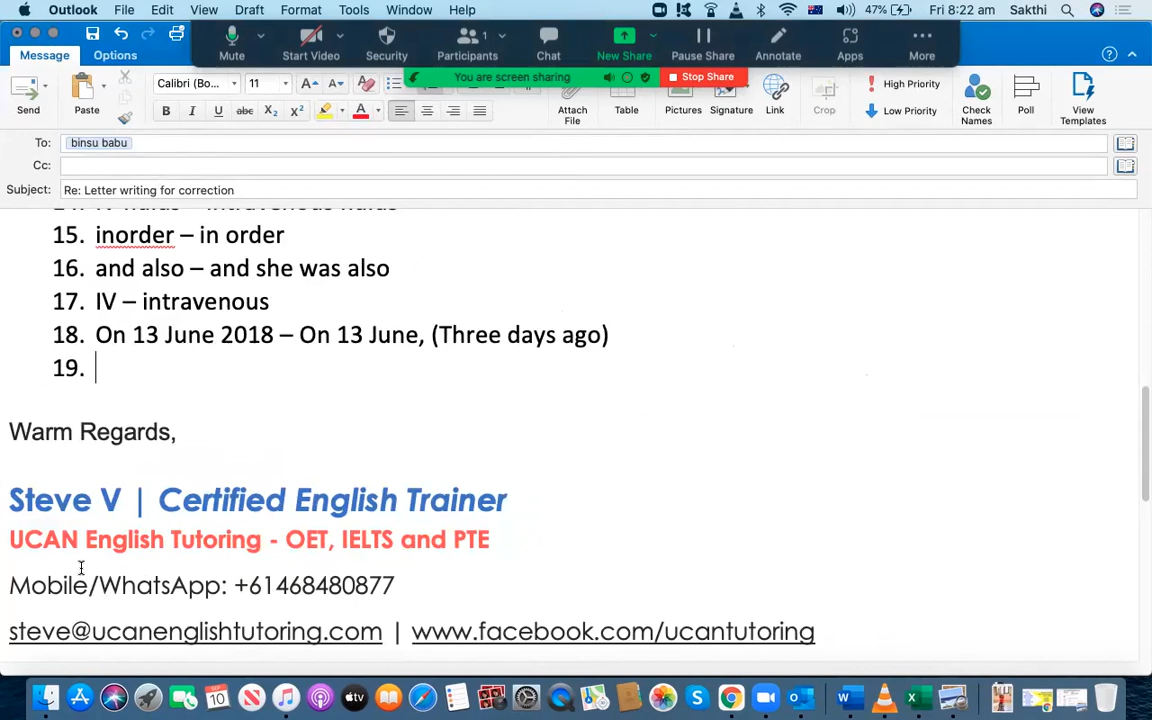 Outlook File Edit View Draft Format Tools Window Help 47% Fri 8:22 am Sakthi
Mute Start Video Security Participants 1 Chat New Share Pause Share Annotate Apps More
You are screen sharing Stop Share
Message Options
Send Paste Calibri (Bo... 11 Attach File Table Pictures Signature Link Crop High Priority Low Priority Check Names Poll View Templates
B I U abc X2 X2 A
To: binsu babu
Cc:
Subject: Re: Letter writing for correction
15. inorder – in order
16. and also – and she was also
17. IV – intravenous
18. On 13 June 2018 – On 13 June, (Three days ago)
19.
Warm Regards,
Steve V | Certified English Trainer
UCAN English Tutoring - OET, IELTS and PTE
Mobile/WhatsApp: +61468480877
steve@ucanenglishtutoring.com | www.facebook.com/ucantutoring